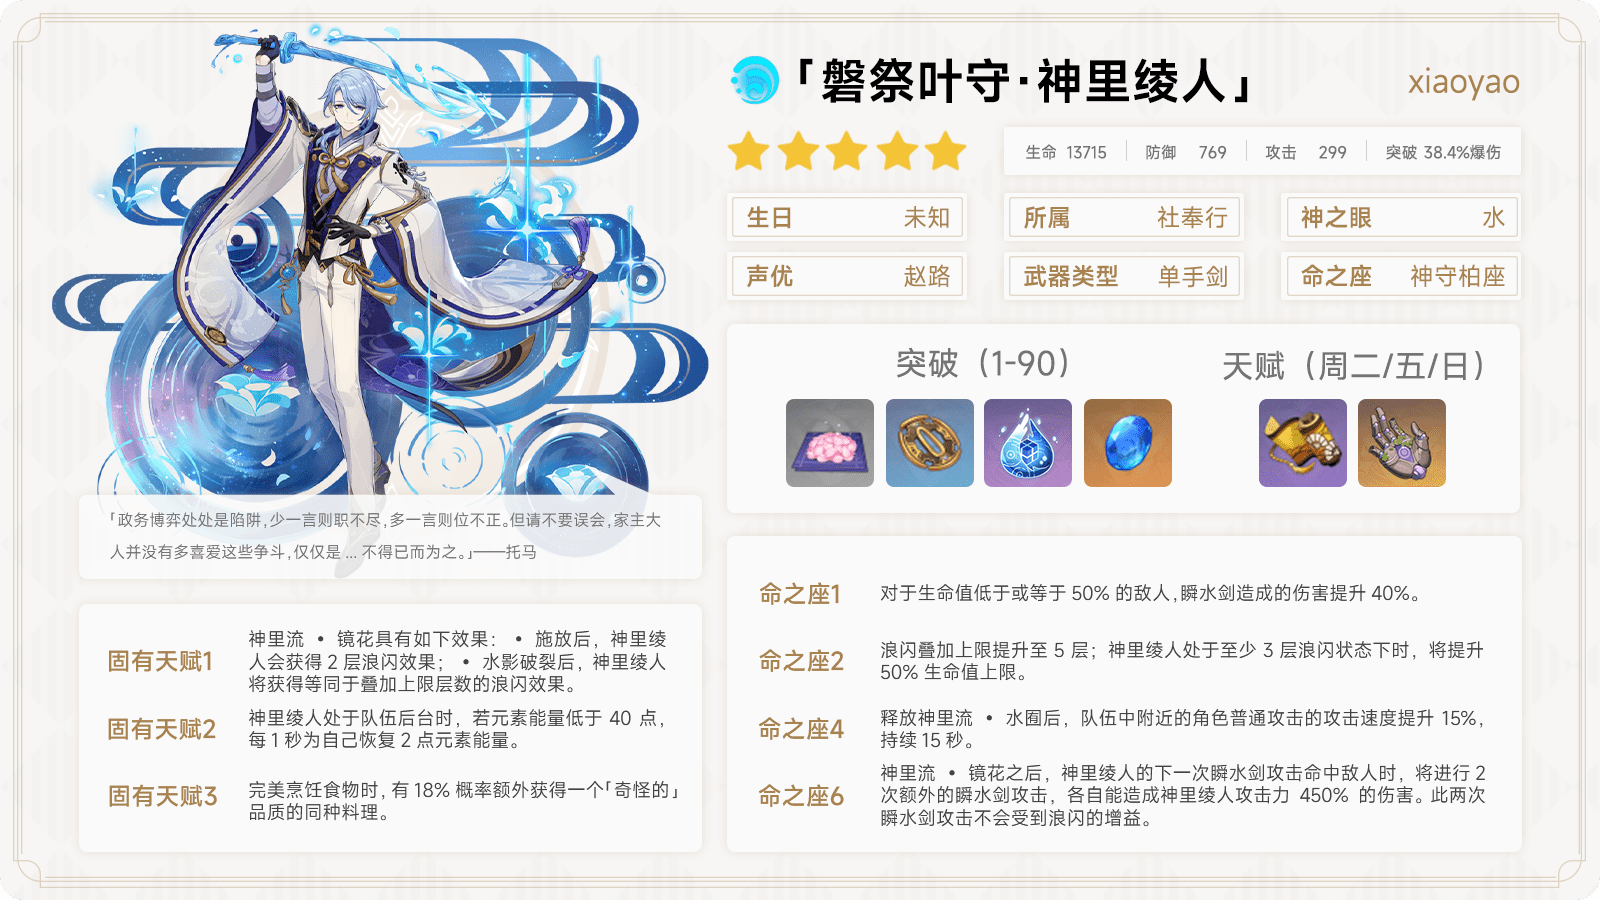 「磐祭叶守·神里绫人」
xiaoyao
生命 13715
防御 769
攻击 299
突破 38.4%爆伤
生日 未知
所属 社奉行
神之眼 水
声优 赵路
武器类型 单手剑
命之座 神守柏座
突破（1-90）
天赋（周二/五/日）
「政务博弈处处是陷阱,少一言则职不尽,多一言则位不正。但请不要误会,家主大
人并没有多喜爱这些争斗,仅仅是 ... 不得已而为之。」——托马
固有天赋1
神里流 • 镜花具有如下效果： • 施放后，神里绫
人会获得 2 层浪闪效果； • 水影破裂后，神里绫人
将获得等同于叠加上限层数的浪闪效果。
固有天赋2
神里绫人处于队伍后台时，若元素能量低于 40 点，
每 1 秒为自己恢复 2 点元素能量。
固有天赋3
完美烹饪食物时，有 18% 概率额外获得一个「奇怪的」
品质的同种料理。
命之座1
对于生命值低于或等于 50% 的敌人,瞬水剑造成的伤害提升 40%。
命之座2
浪闪叠加上限提升至 5 层；神里绫人处于至少 3 层浪闪状态下时，将提升
50% 生命值上限。
命之座4
释放神里流 • 水囿后，队伍中附近的角色普通攻击的攻击速度提升 15%，
持续 15 秒。
命之座6
神里流 • 镜花之后，神里绫人的下一次瞬水剑攻击命中敌人时，将进行 2
次额外的瞬水剑攻击，各自能造成神里绫人攻击力 450% 的伤害。此两次
瞬水剑攻击不会受到浪闪的增益。